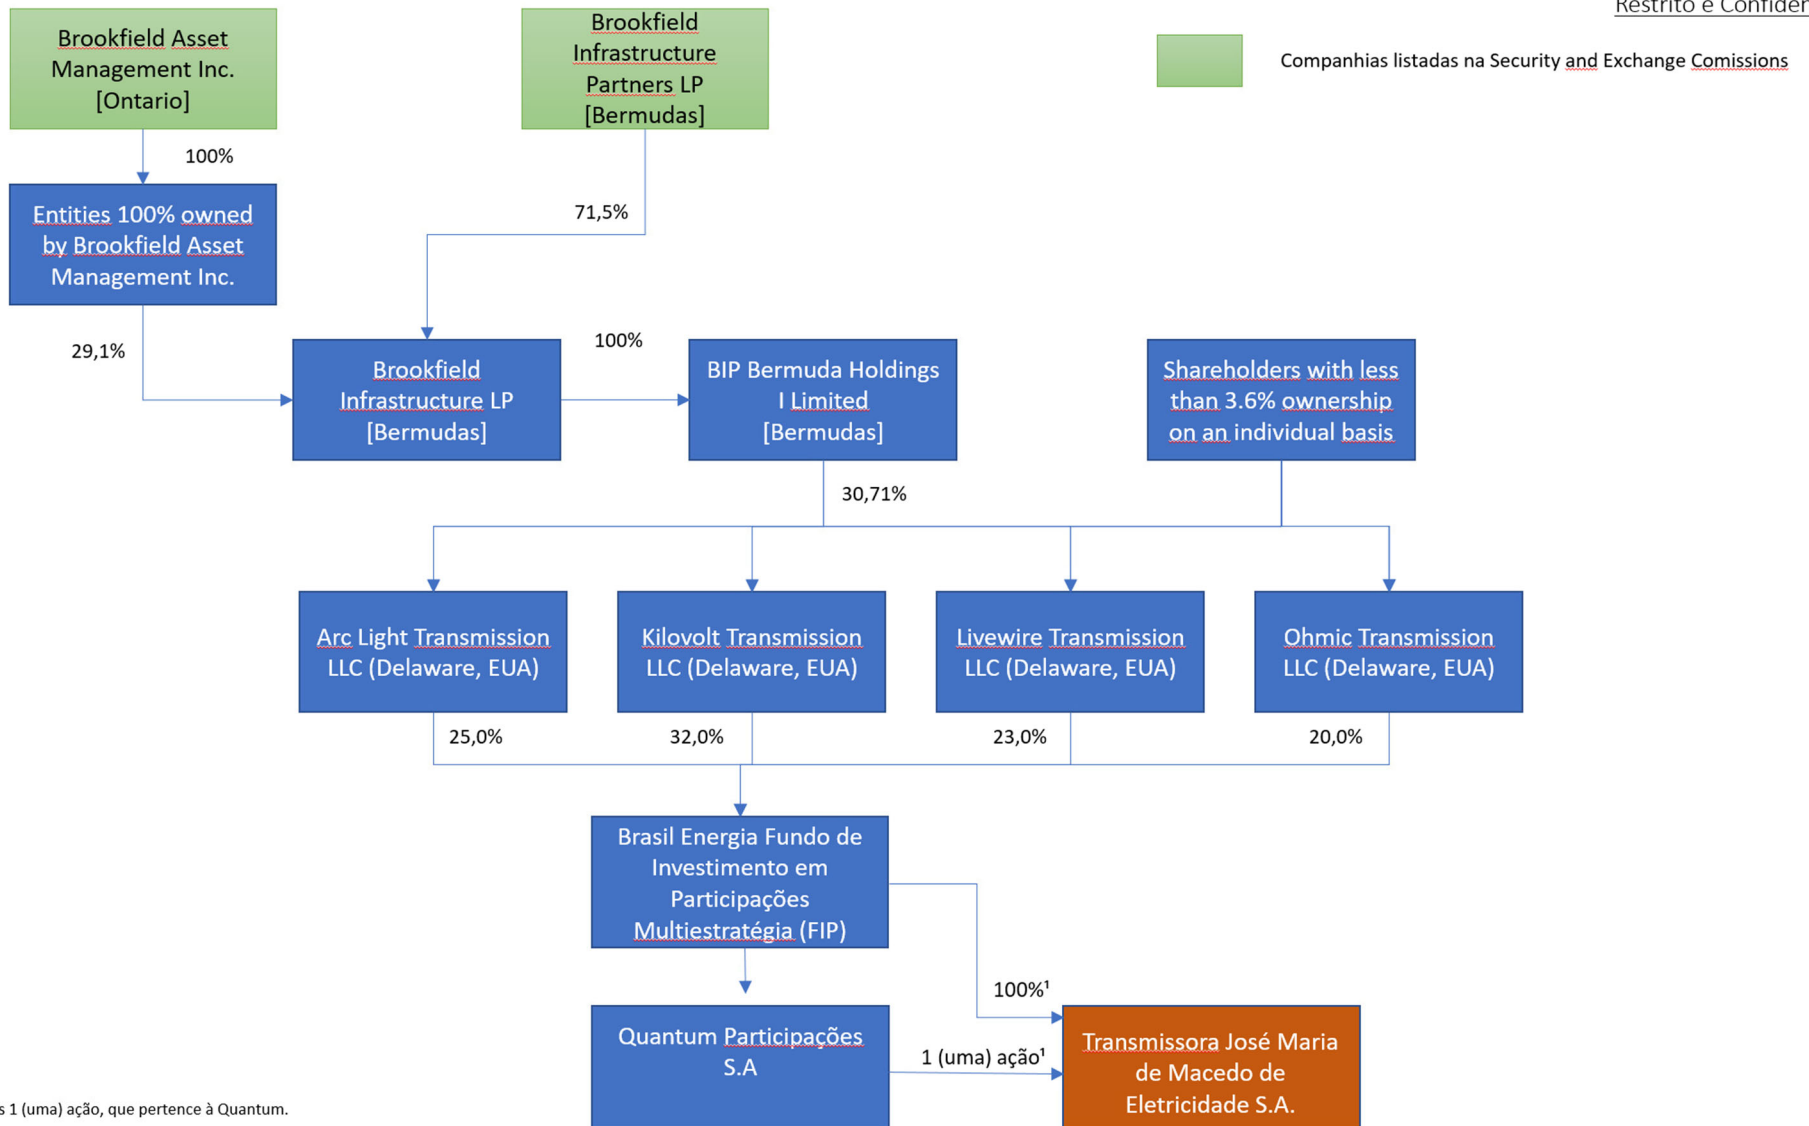 Restrito e Confiden
Brookfield Asset
Management Inc.
[Ontario]
Brookfield
Infrastructure
Partners LP
[Bermudas]
Companhias listadas na Security and Exchange Comissions
100%
Entities 100% owned
by Brookfield Asset
Management Inc.
71,5%
29,1%
Brookfield
Infrastructure LP
[Bermudas]
100%
BIP Bermuda Holdings
I Limited
[Bermudas]
Shareholders with less
than 3.6% ownership
on an individual basis
30,71%
Arc Light Transmission
LLC (Delaware, EUA)
Kilovolt Transmission
LLC (Delaware, EUA)
Livewire Transmission
LLC (Delaware, EUA)
Ohmic Transmission
LLC (Delaware, EUA)
25,0%
32,0%
23,0%
20,0%
Brasil Energia Fundo de
Investimento em
Participações
Multiestratégia (FIP)
100%¹
Quantum Participações
S.A
1 (uma) ação¹
Transmissora José Maria
de Macedo de
Eletricidade S.A.
s 1 (uma) ação, que pertence à Quantum.